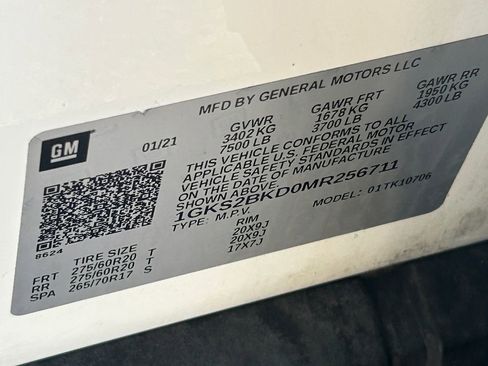 MFD BY GENERAL MOTORS LLC
GM
01/21
GVWR GAWR FRT GAWR RR
3402 KG 1678 KG 1950 KG
7500 LB 3700 LB 4300 LB
THIS VEHICLE CONFORMS TO ALL
APPLICABLE U.S. FEDERAL MOTOR
VEHICLE SAFETY STANDARDS IN EFFECT
ON THE DATE OF MANUFACTURE
SHOWN ABOVE
1GKS2BKD0MR256711
TYPE: M.P.V. MODEL: 01TK10706
8624
TIRE SIZE RIM
FRT 275/60R20 T 20X9J
RR 275/60R20 T 20X9J
SPA 265/70R17 S 17X7J